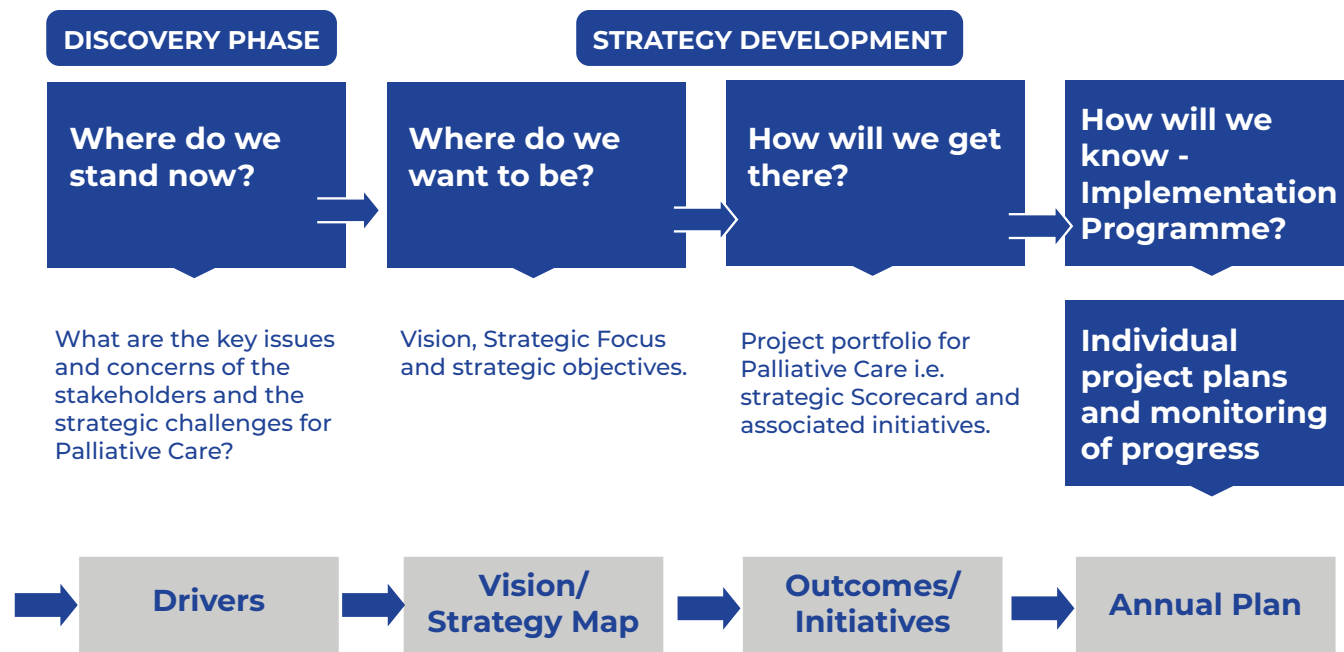 DISCOVERY PHASE
STRATEGY DEVELOPMENT
Where do we
stand now?
Where do we
want to be?
How will we get
there?
How will we
know -
Implementation
Programme?
What are the key issues
and concerns of the
stakeholders and the
strategic challenges for
Palliative Care?
Vision, Strategic Focus
and strategic objectives.
Project portfolio for
Palliative Care i.e.
strategic Scorecard and
associated initiatives.
Individual
project plans
and monitoring
of progress
Drivers
Vision/
Strategy Map
Outcomes/
Initiatives
Annual Plan